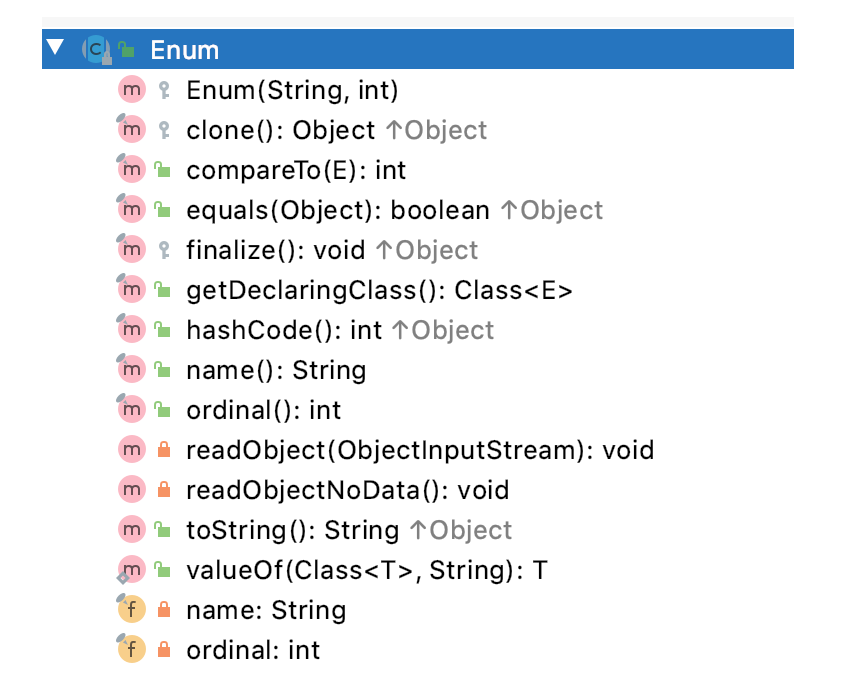 Enum
Enum(String, int)
clone(): Object ↑Object
compareTo(E): int
equals(Object): boolean ↑Object
finalize(): void ↑Object
getDeclaringClass(): Class<E>
hashCode(): int ↑Object
name(): String
ordinal(): int
readObject(ObjectInputStream): void
readObjectNoData(): void
toString(): String ↑Object
valueOf(Class<T>, String): T
name: String
ordinal: int